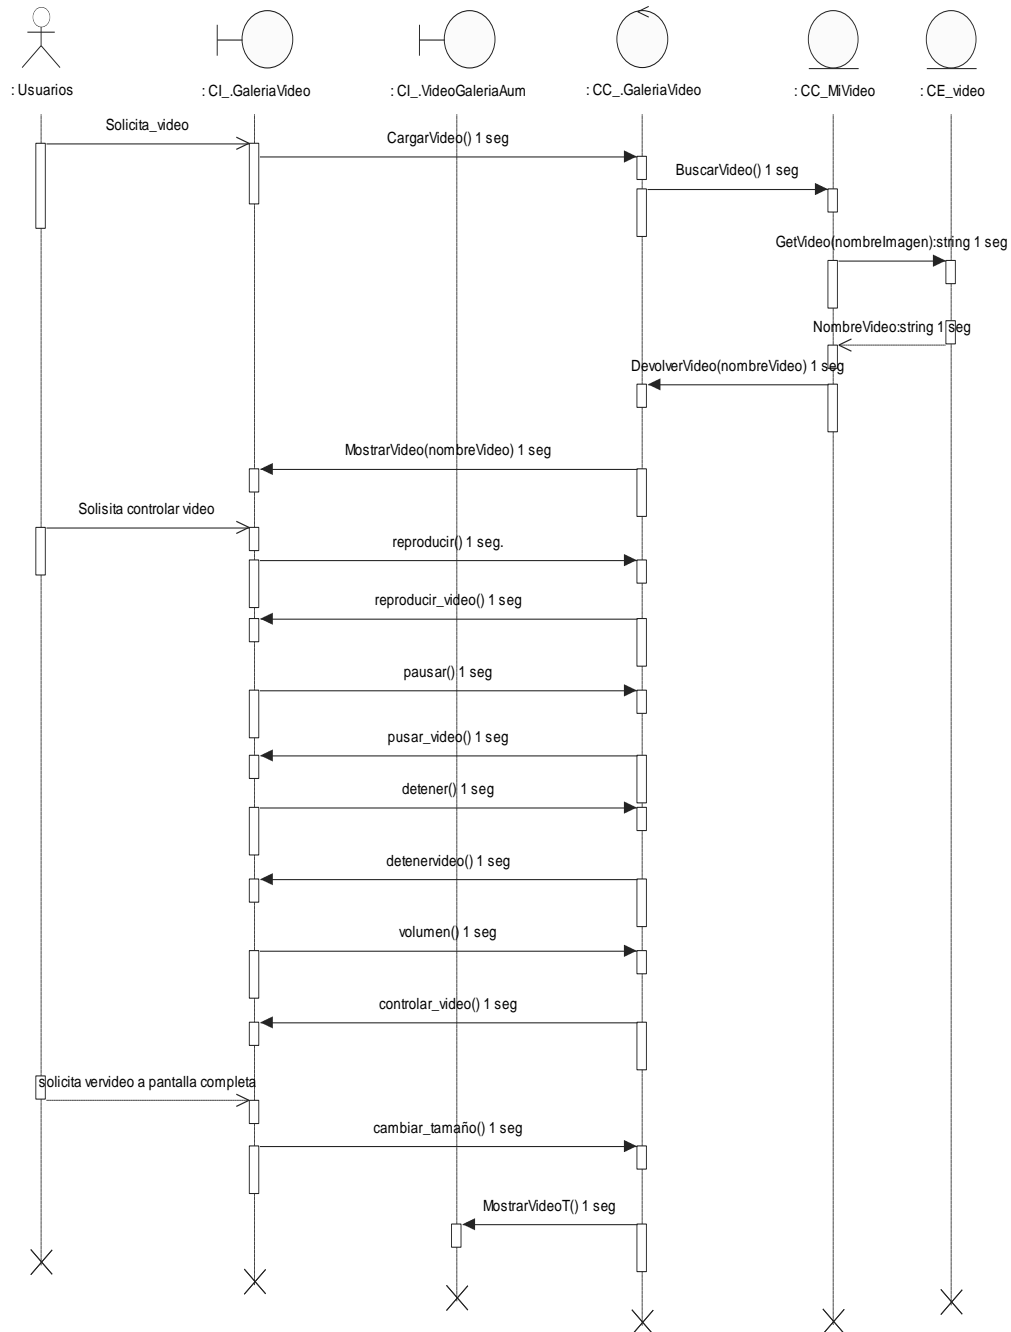 : Usuarios
: CI_.GaleriaVideo
: CI_.VideoGaleriaAum
: CC_.GaleriaVideo
: CC_MiVideo
: CE_video
Solicita_video
CargarVideo() 1 seg
BuscarVideo() 1 seg
GetVideo(nombreImagen):string 1 seg
NombreVideo:string 1 seg
DevolverVideo(nombreVideo) 1 seg
MostrarVideo(nombreVideo) 1 seg
Solisita controlar video
reproducir() 1 seg.
reproducir_video() 1 seg
pausar() 1 seg
pusar_video() 1 seg
detener() 1 seg
detenervideo() 1 seg
volumen() 1 seg
controlar_video() 1 seg
solicita vervideo a pantalla completa
cambiar_tamaño() 1 seg
MostrarVideoT() 1 seg